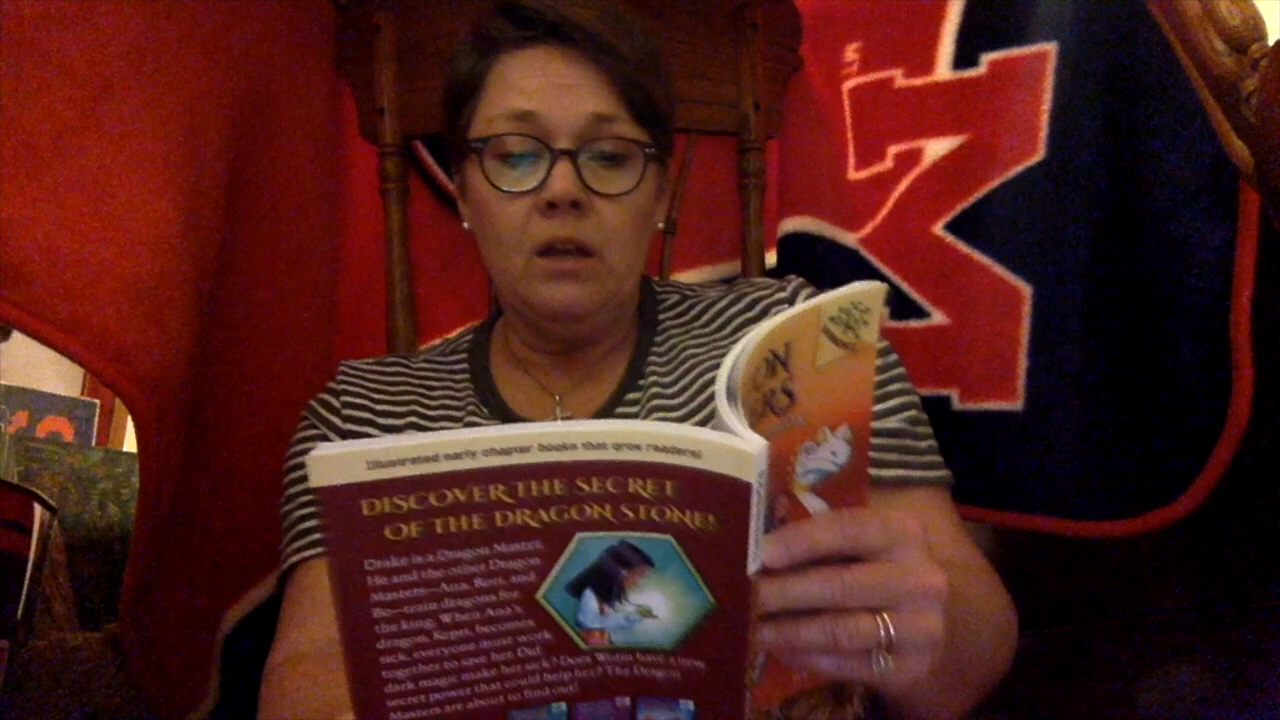 Illustrated early chapter books that grow readers!
DISCOVER THE SECRET
OF THE DRAGON STONE!
Drake is a Dragon Master.
He and the other Dragon
Masters—Ana, Rori, and
Bo—train dragons for
the king. When Ana's
dragon, Kepri, becomes
sick, everyone must work
together to save her. Did
dark magic make her sick? Does Worm have a new
secret power that could help her? The Dragon
Masters are about to find out!
M